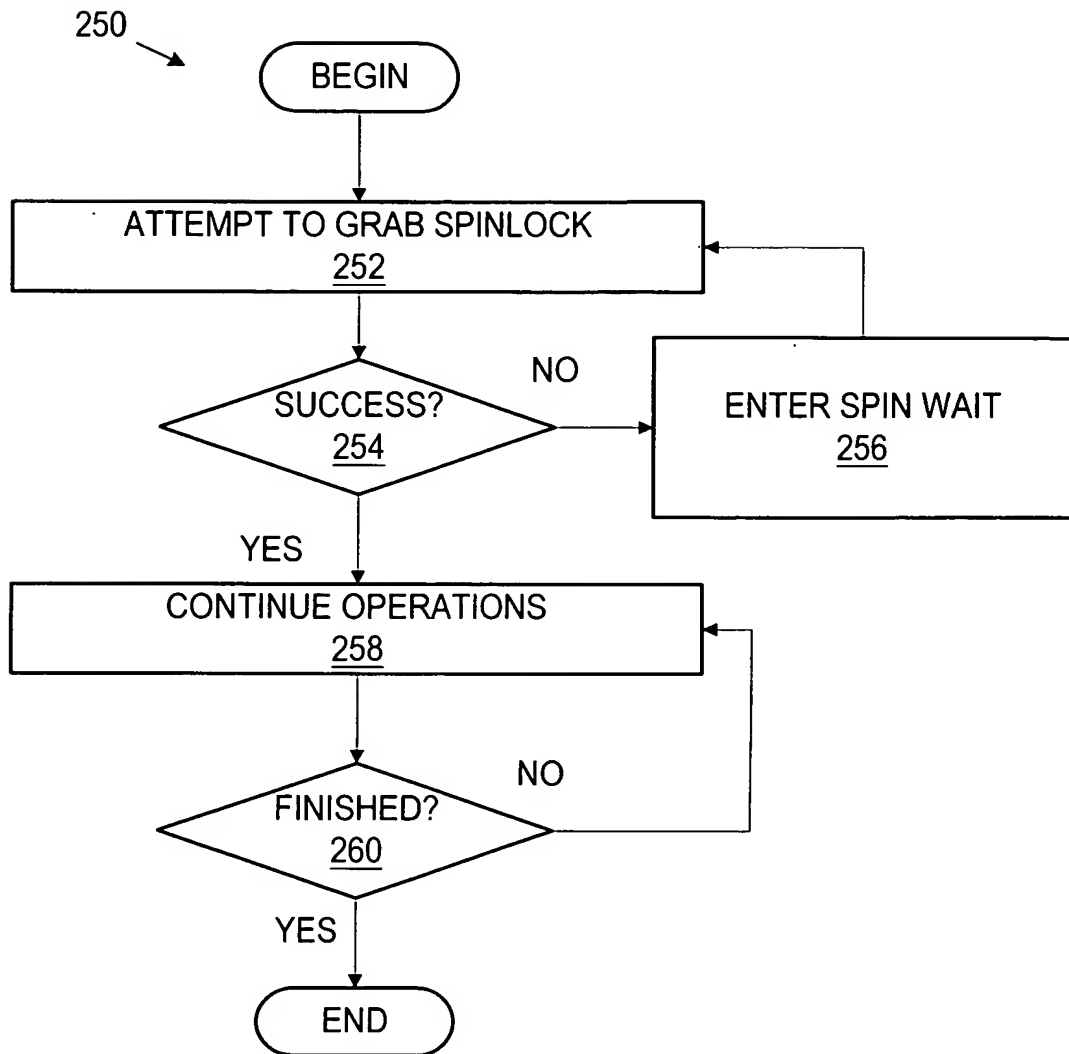 250
BEGIN
ATTEMPT TO GRAB SPINLOCK
252
NO
SUCCESS?
254
ENTER SPIN WAIT
256
YES
CONTINUE OPERATIONS
258
NO
FINISHED?
260
YES
END